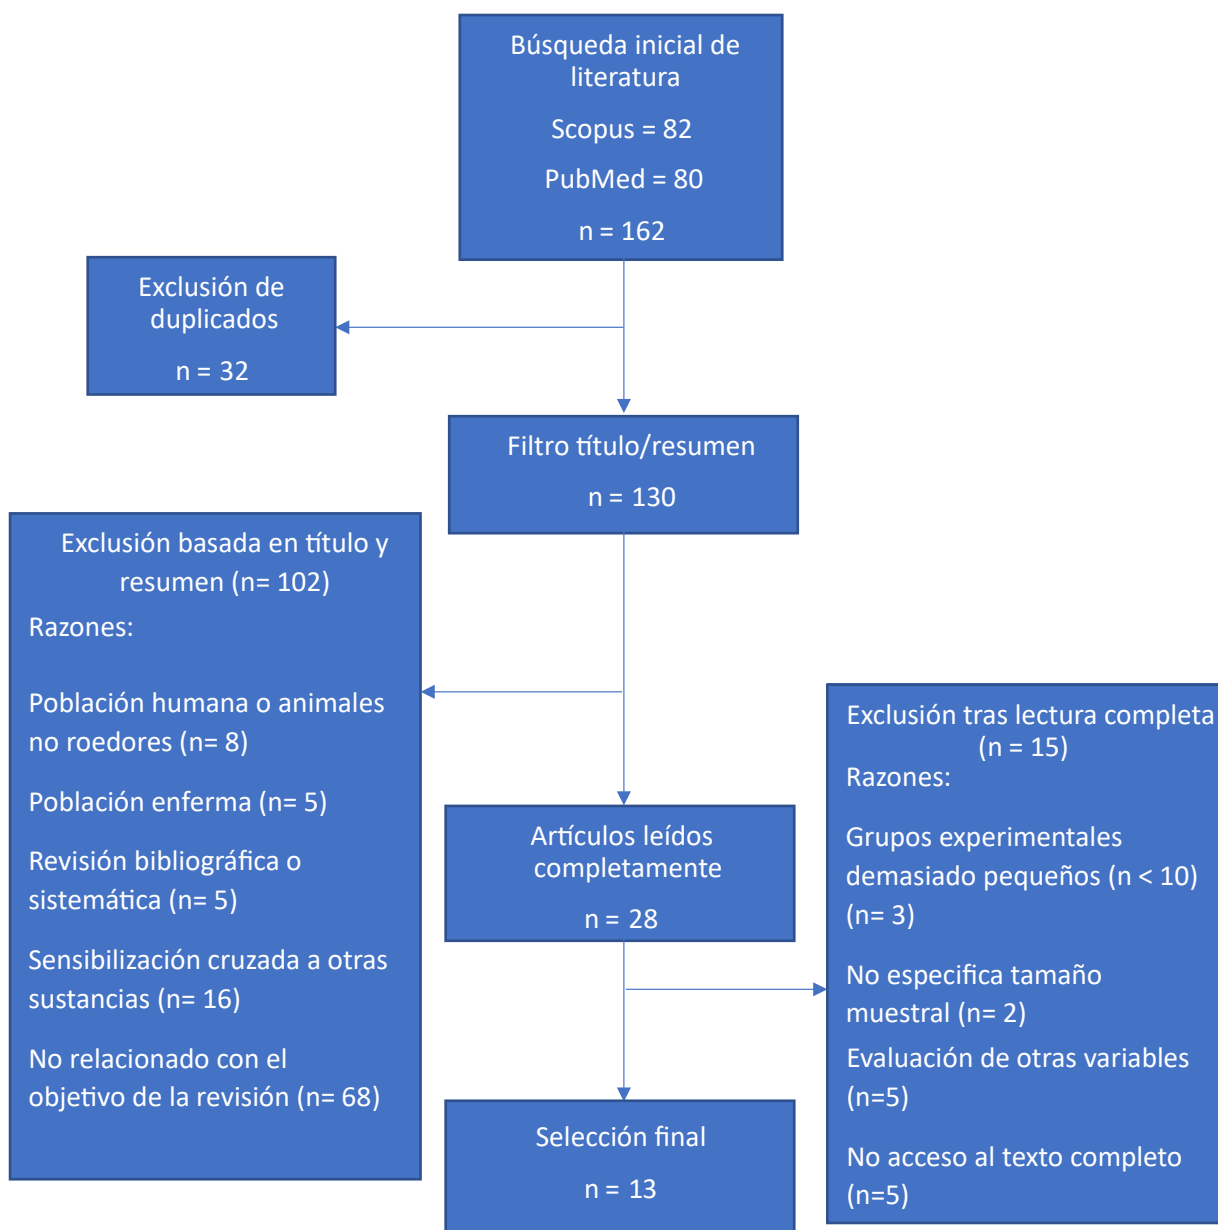 Búsqueda inicial de
literatura
Scopus = 82
PubMed = 80
n = 162
Exclusión de
duplicados
n = 32
Filtro título/resumen
n = 130
Exclusión basada en título y
resumen (n= 102)
Razones:
Población humana o animales
no roedores (n= 8)
Población enferma (n= 5)
Revisión bibliográfica o
sistemática (n= 5)
Sensibilización cruzada a otras
sustancias (n= 16)
No relacionado con el
objetivo de la revisión (n= 68)
Artículos leídos
completamente
n = 28
Exclusión tras lectura completa
(n = 15)
Razones:
Grupos experimentales
demasiado pequeños (n < 10)
(n= 3)
No especifica tamaño
muestral (n= 2)
Evaluación de otras variables
(n=5)
No acceso al texto completo
(n=5)
Selección final
n = 13